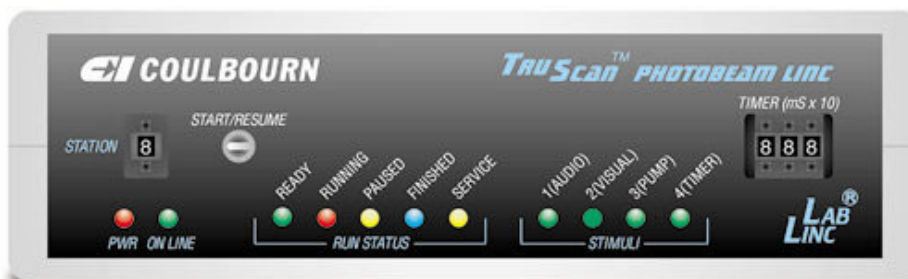 COULBOURN
TRUSCAN™ PHOTOBEAM LINC
TIMER (mS x 10)
START/RESUME
STATION 8
888
READY
RUNNING
PAUSED
FINISHED
SERVICE
1(AUDIO)
2(VISUAL)
3(PUMP)
4(TIMER)
PWR ON LINE
RUN STATUS
STIMULI
LAB
LINC®